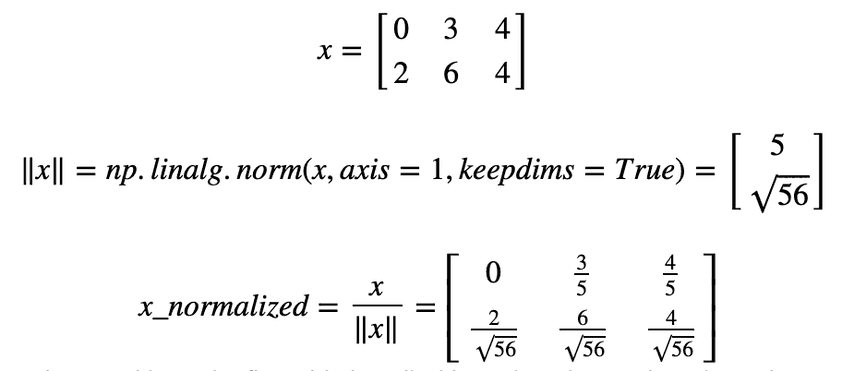 x = [0 3 4
2 6 4]
‖x‖ = np. linalg. norm(x, axis = 1, keepdims = True) = [5
√56]
x_normalized = x/‖x‖ = [0 3/5 4/5
2/√56 6/√56 4/√56]